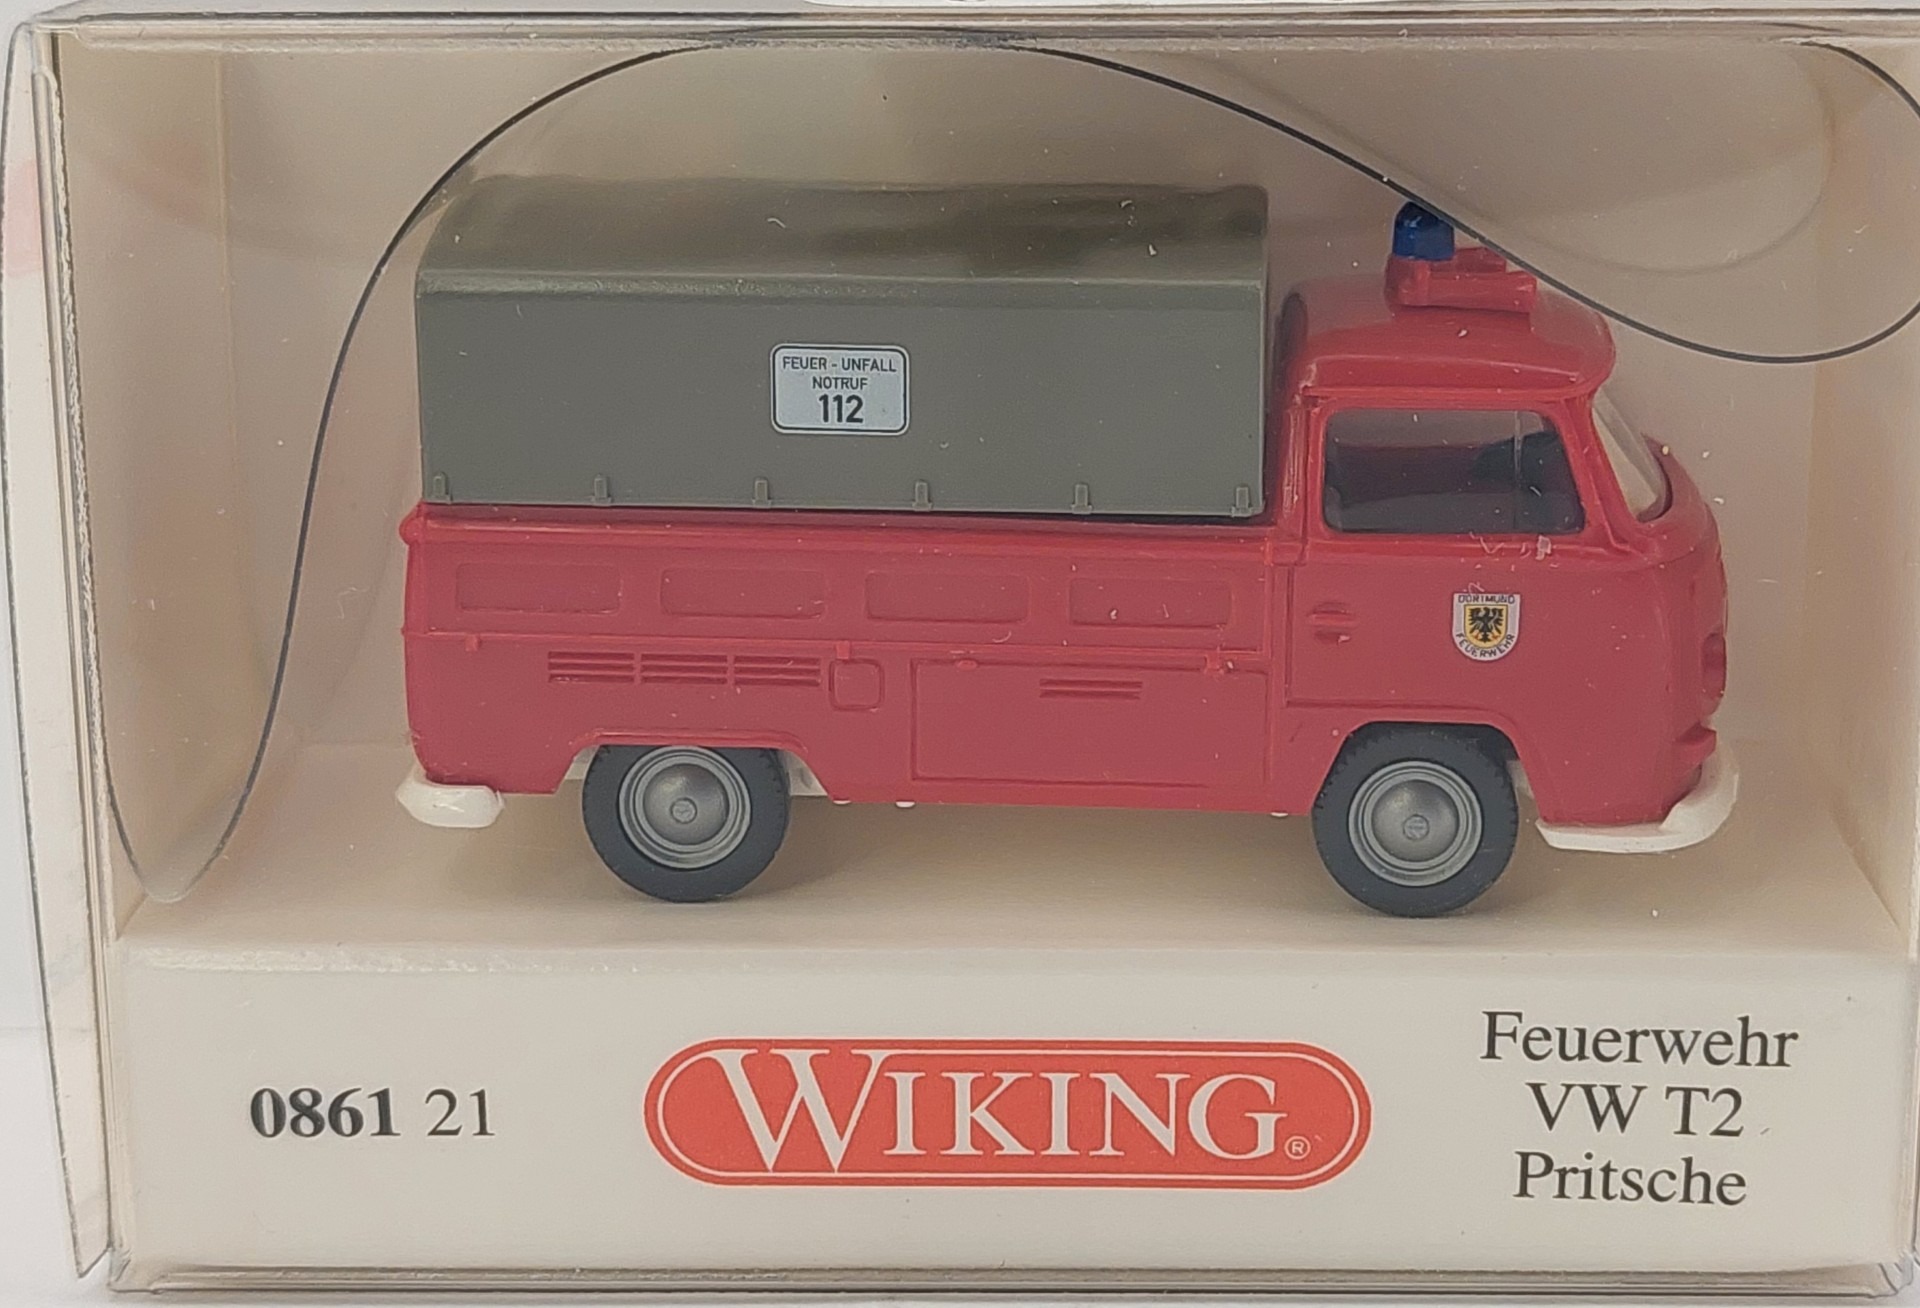 FEUER - UNFALL
NOTRUF
112
DORTMUND
FEUERWEHR
0861 21
WIKING®
Feuerwehr
VW T2
Pritsche